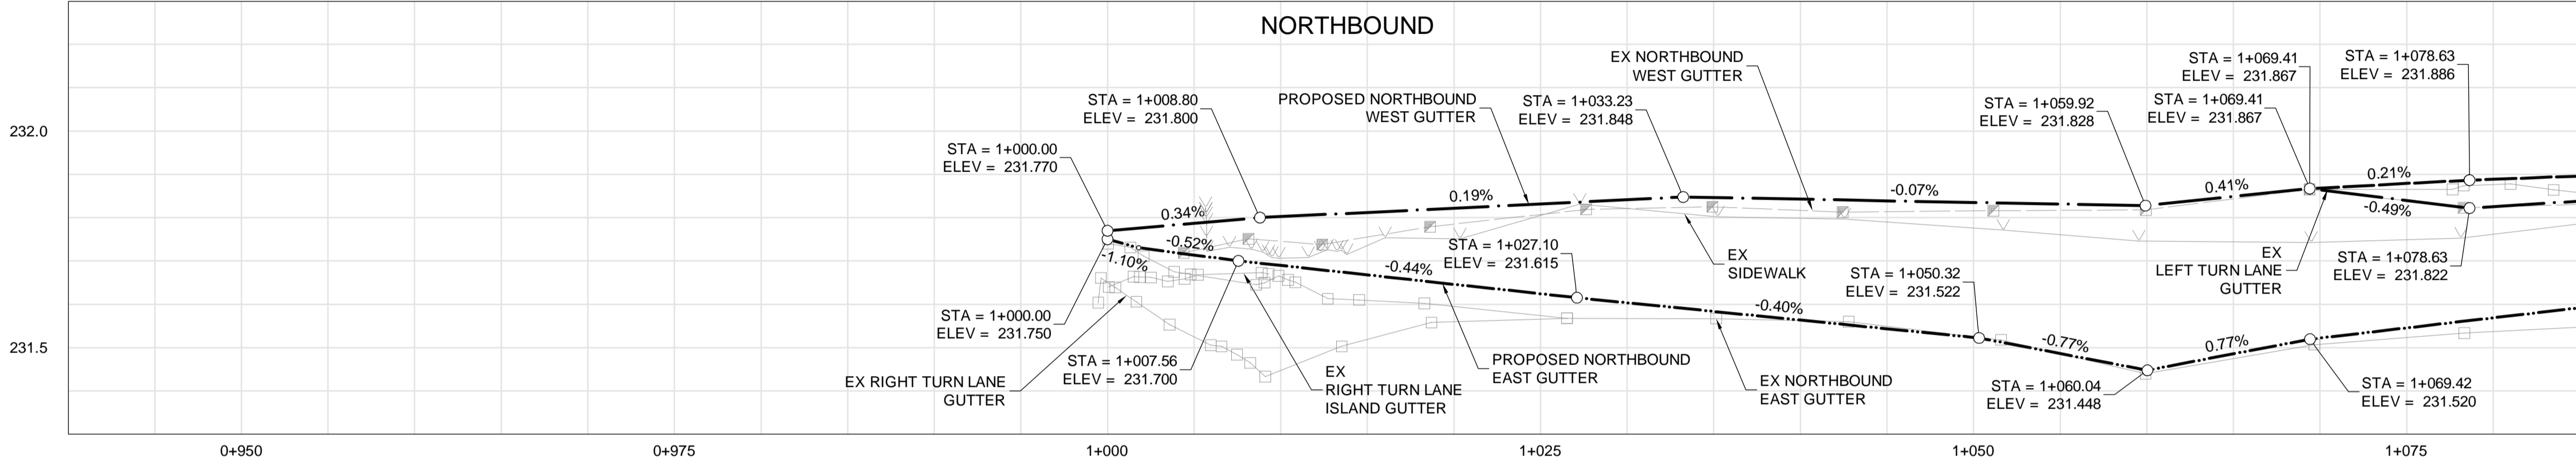 NORTHBOUND
EX NORTHBOUND
WEST GUTTER
STA = 1+069.41
ELEV = 231.867
STA = 1+078.63
ELEV = 231.886
STA = 1+008.80
ELEV = 231.800
PROPOSED NORTHBOUND
WEST GUTTER
STA = 1+033.23
ELEV = 231.848
STA = 1+059.92
ELEV = 231.828
STA = 1+069.41
ELEV = 231.867
232.0
STA = 1+000.00
ELEV = 231.770
0.34%
0.19%
-0.07%
0.41%
0.21%
-0.49%
-0.52%
-1.10%
STA = 1+027.10
ELEV = 231.615
-0.44%
EX
SIDEWALK
STA = 1+050.32
ELEV = 231.522
EX
LEFT TURN LANE
GUTTER
STA = 1+078.63
ELEV = 231.822
-0.40%
STA = 1+000.00
ELEV = 231.750
-0.77%
0.77%
231.5
STA = 1+007.56
ELEV = 231.700
EX RIGHT TURN LANE
GUTTER
EX
RIGHT TURN LANE
ISLAND GUTTER
PROPOSED NORTHBOUND
EAST GUTTER
EX NORTHBOUND
EAST GUTTER
STA = 1+060.04
ELEV = 231.448
STA = 1+069.42
ELEV = 231.520
0+950
0+975
1+000
1+025
1+050
1+075